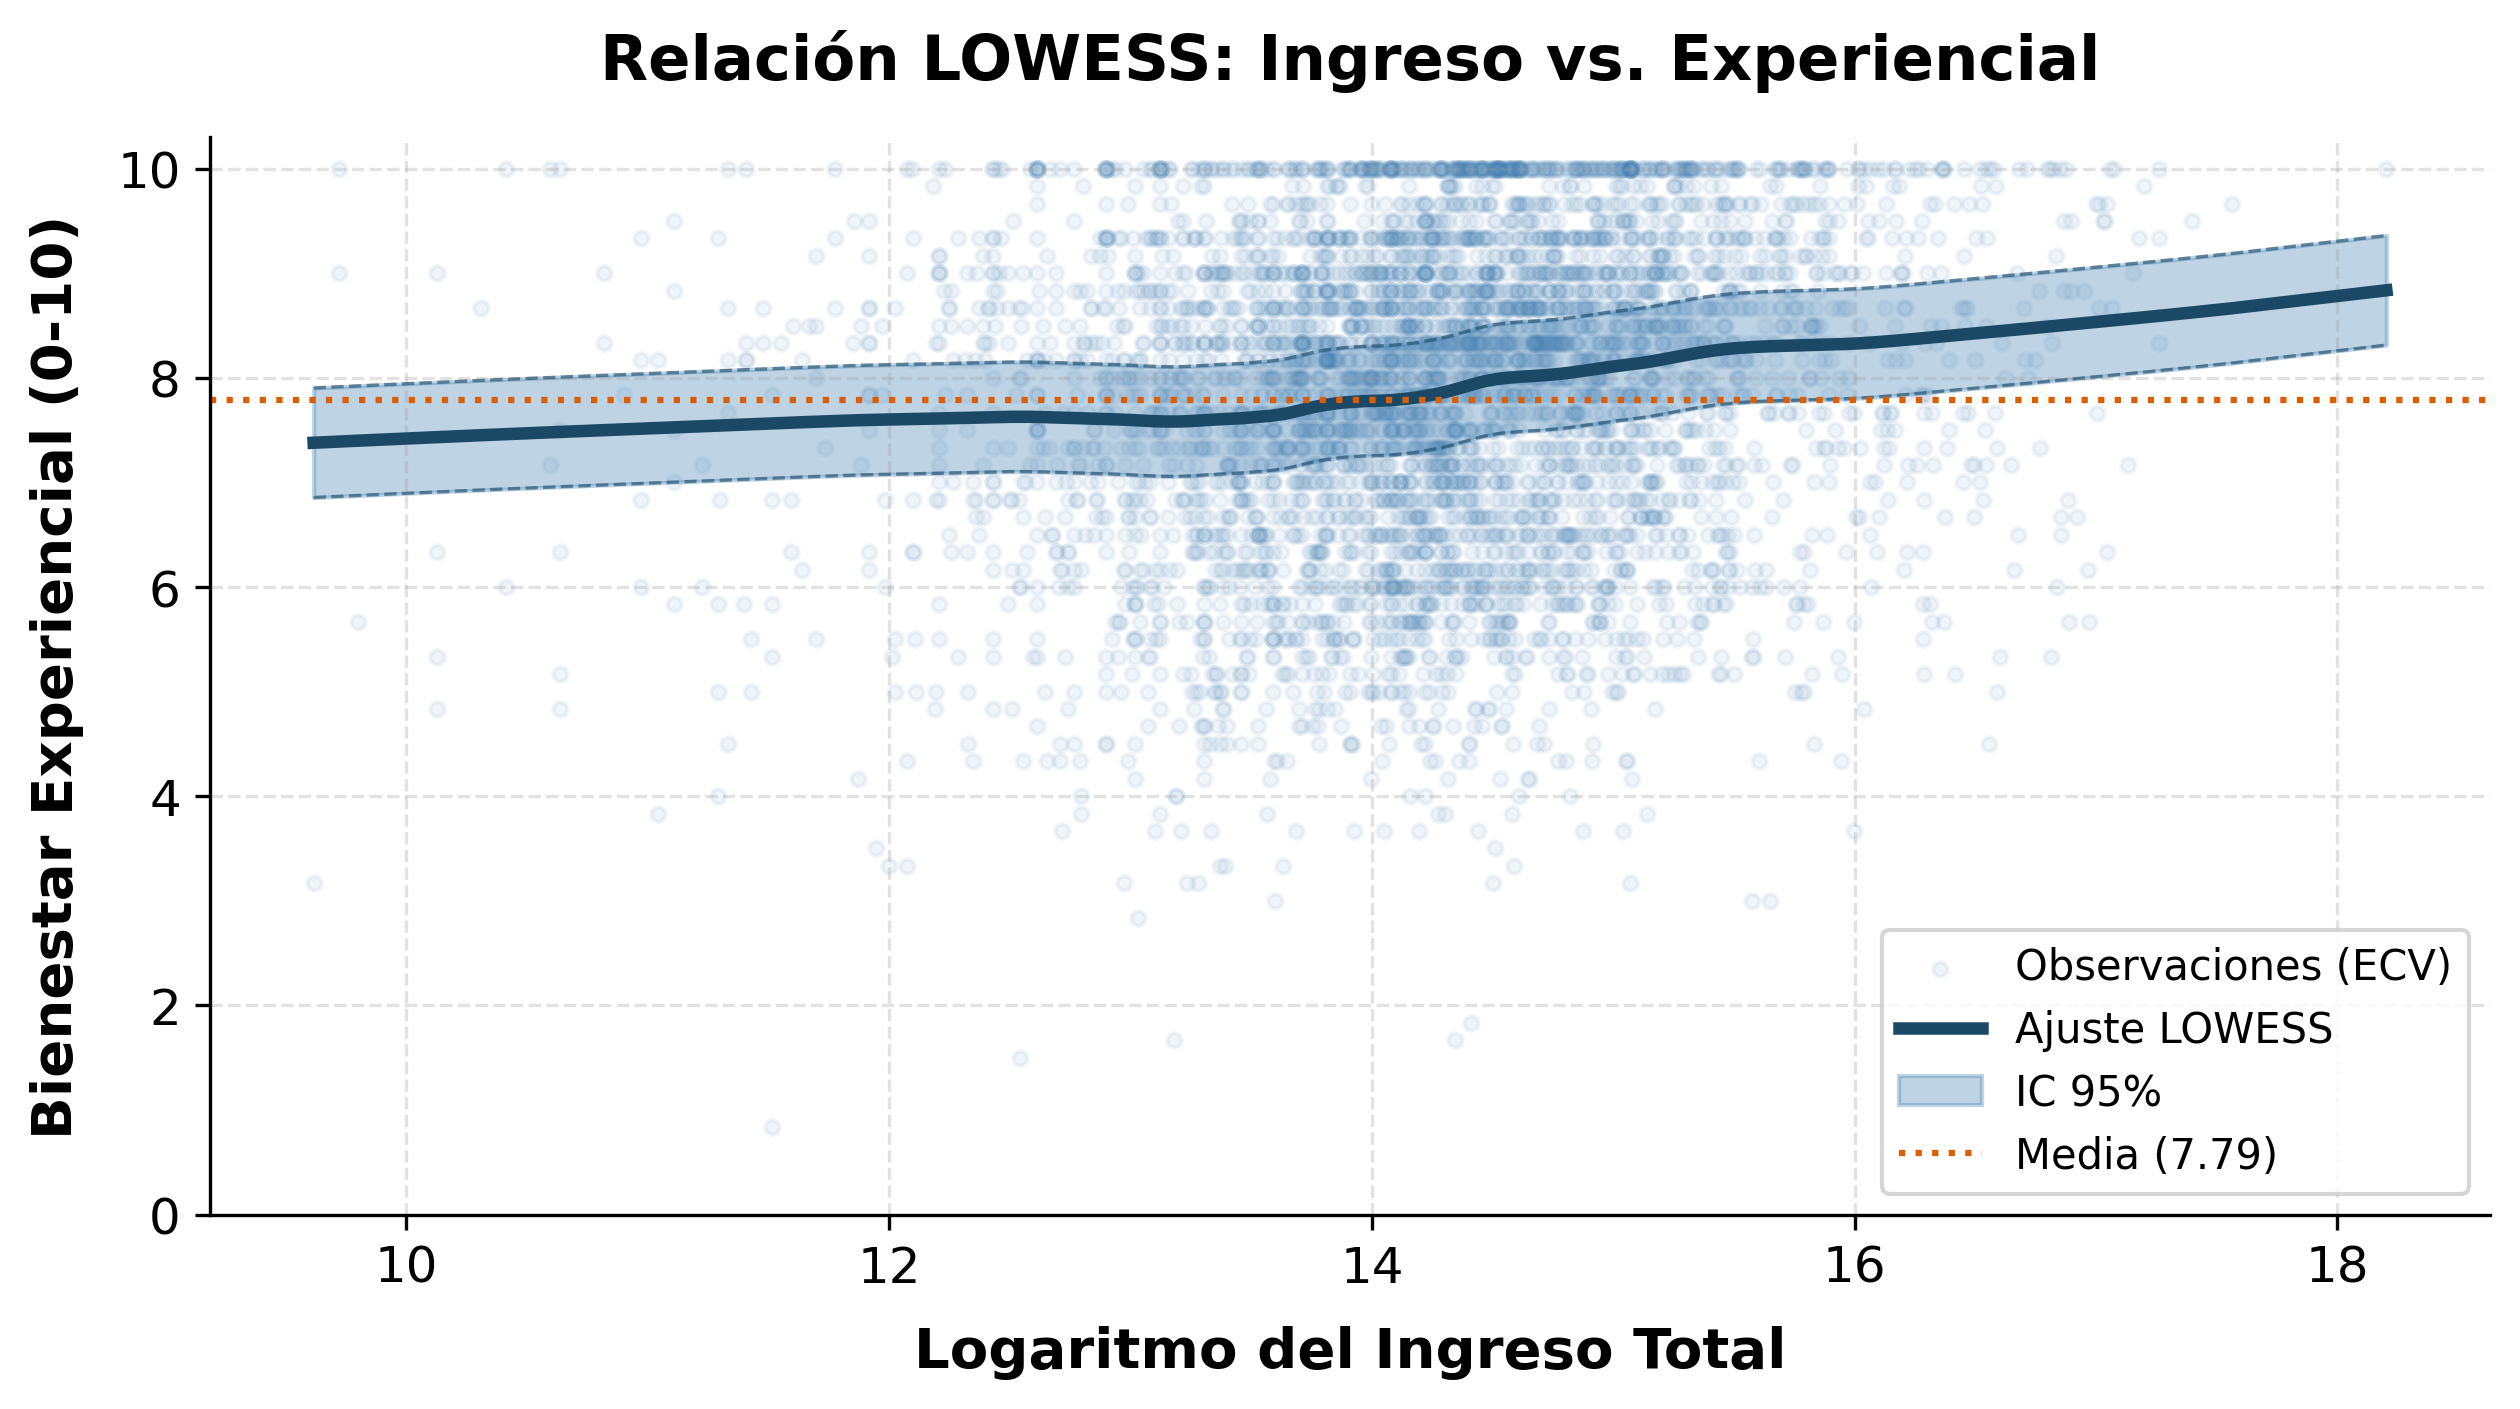 Relación LOWESS: Ingreso vs. Experiencial
Bienestar Experiencial (0-10)
10
8
6
4
2
0
10 12 14 16 18
Logaritmo del Ingreso Total
Observaciones (ECV)
Ajuste LOWESS
IC 95%
Media (7.79)